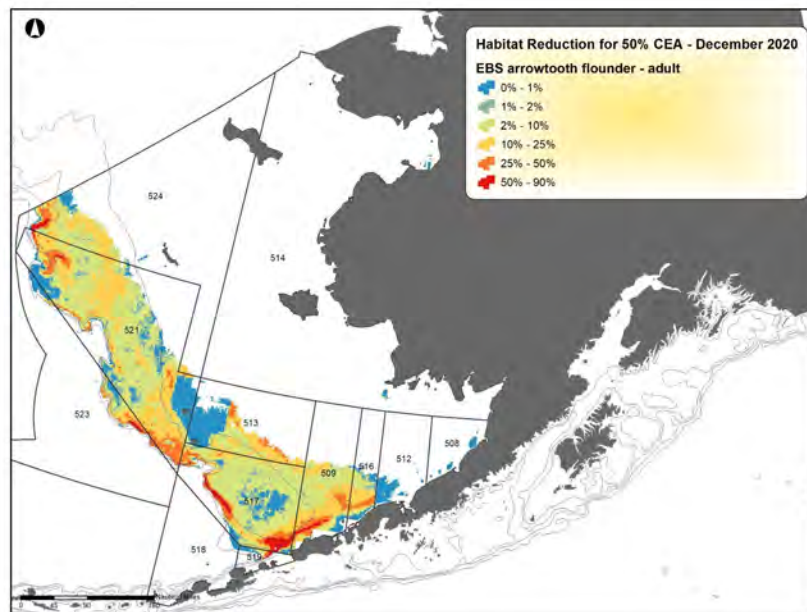 Habitat Reduction for 50% CEA - December 2020
EBS arrowtooth flounder - adult
0% - 1%
1% - 2%
2% - 10%
10% - 25%
25% - 50%
50% - 90%
524
514
521
523
513
509
516
512
508
517
518
519
0